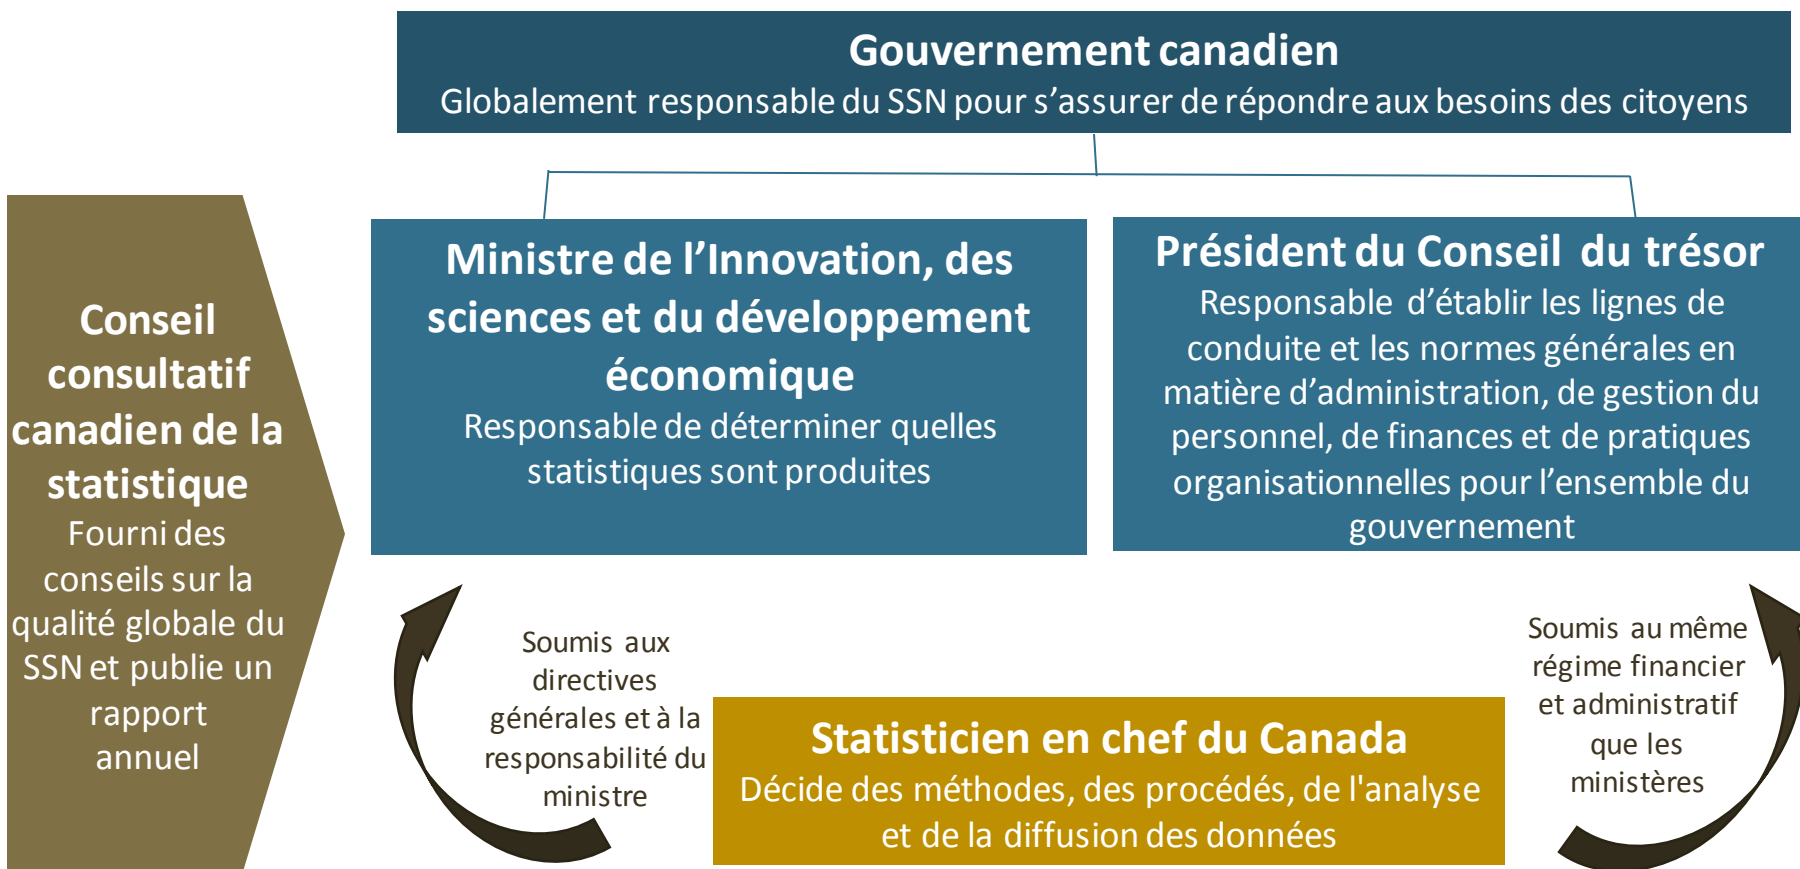 Gouvernement canadien
Globalement responsable du SSN pour s’assurer de répondre aux besoins des citoyens
Conseil
consultatif
canadien de la
statistique
Fourni des
conseils sur la
qualité globale du
SSN et publie un
rapport
annuel
Ministre de l’Innovation, des
sciences et du développement
économique
Responsable de déterminer quelles
statistiques sont produites
Président du Conseil du trésor
Responsable d’établir les lignes de
conduite et les normes générales en
matière d’administration, de gestion du
personnel, de finances et de pratiques
organisationnelles pour l’ensemble du
gouvernement
Soumis aux
directives
générales et à la
responsabilité du
ministre
Statisticien en chef du Canada
Décide des méthodes, des procédés, de l'analyse
et de la diffusion des données
Soumis au même
régime financier
et administratif
que les
ministères